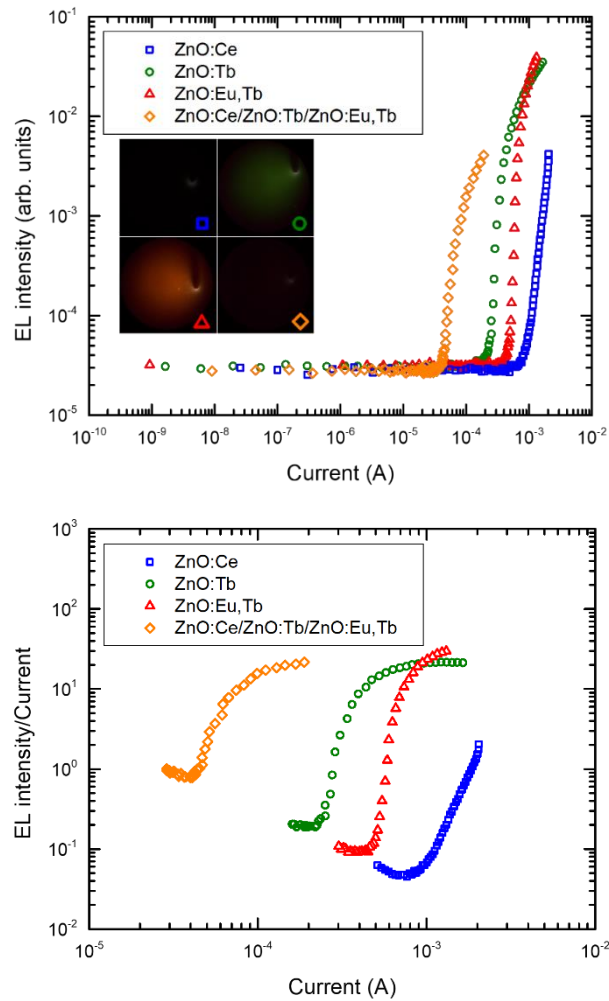 10⁻¹
10⁻²
10⁻³
10⁻⁴
10⁻⁵
EL intensity (arb. units)
ZnO:Ce
ZnO:Tb
ZnO:Eu,Tb
ZnO:Ce/ZnO:Tb/ZnO:Eu,Tb
10⁻¹⁰ 10⁻⁹ 10⁻⁸ 10⁻⁷ 10⁻⁶ 10⁻⁵ 10⁻⁴ 10⁻³ 10⁻²
Current (A)
10³
10²
10¹
10⁰
10⁻¹
10⁻²
EL intensity/Current
ZnO:Ce
ZnO:Tb
ZnO:Eu,Tb
ZnO:Ce/ZnO:Tb/ZnO:Eu,Tb
10⁻⁵ 10⁻⁴ 10⁻³ 10⁻²
Current (A)